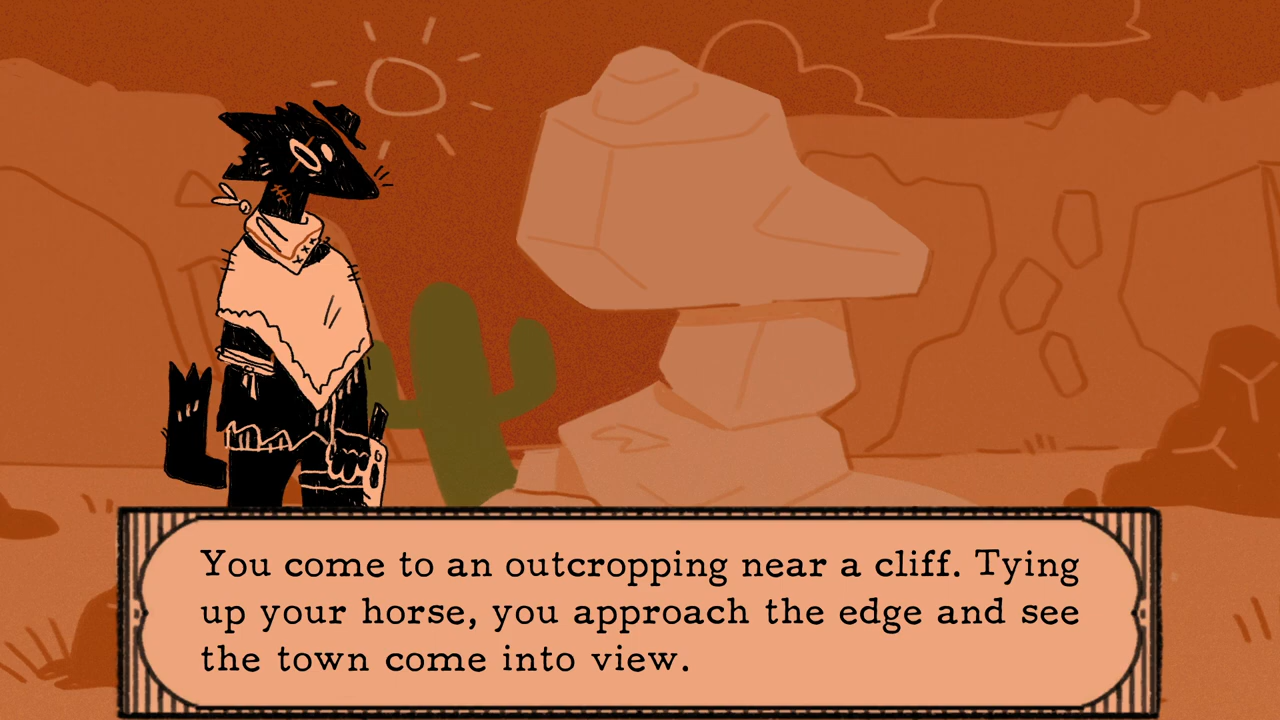 You come to an outcropping near a cliff. Tying
up your horse, you approach the edge and see
the town come into view.